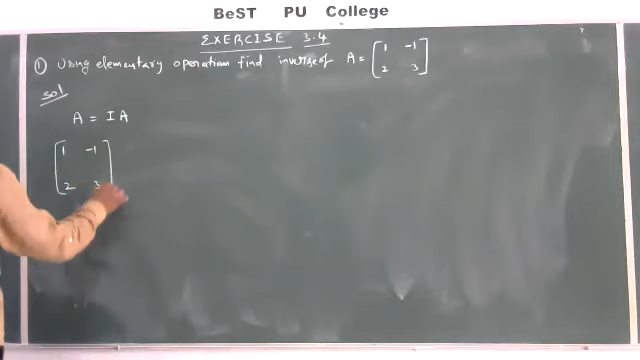 BeST PU College
EXERCISE 3.4
① Using elementary operation find inverse of A = [1 -1
2 3]
Sol
A = IA
[1 -1
2 3]